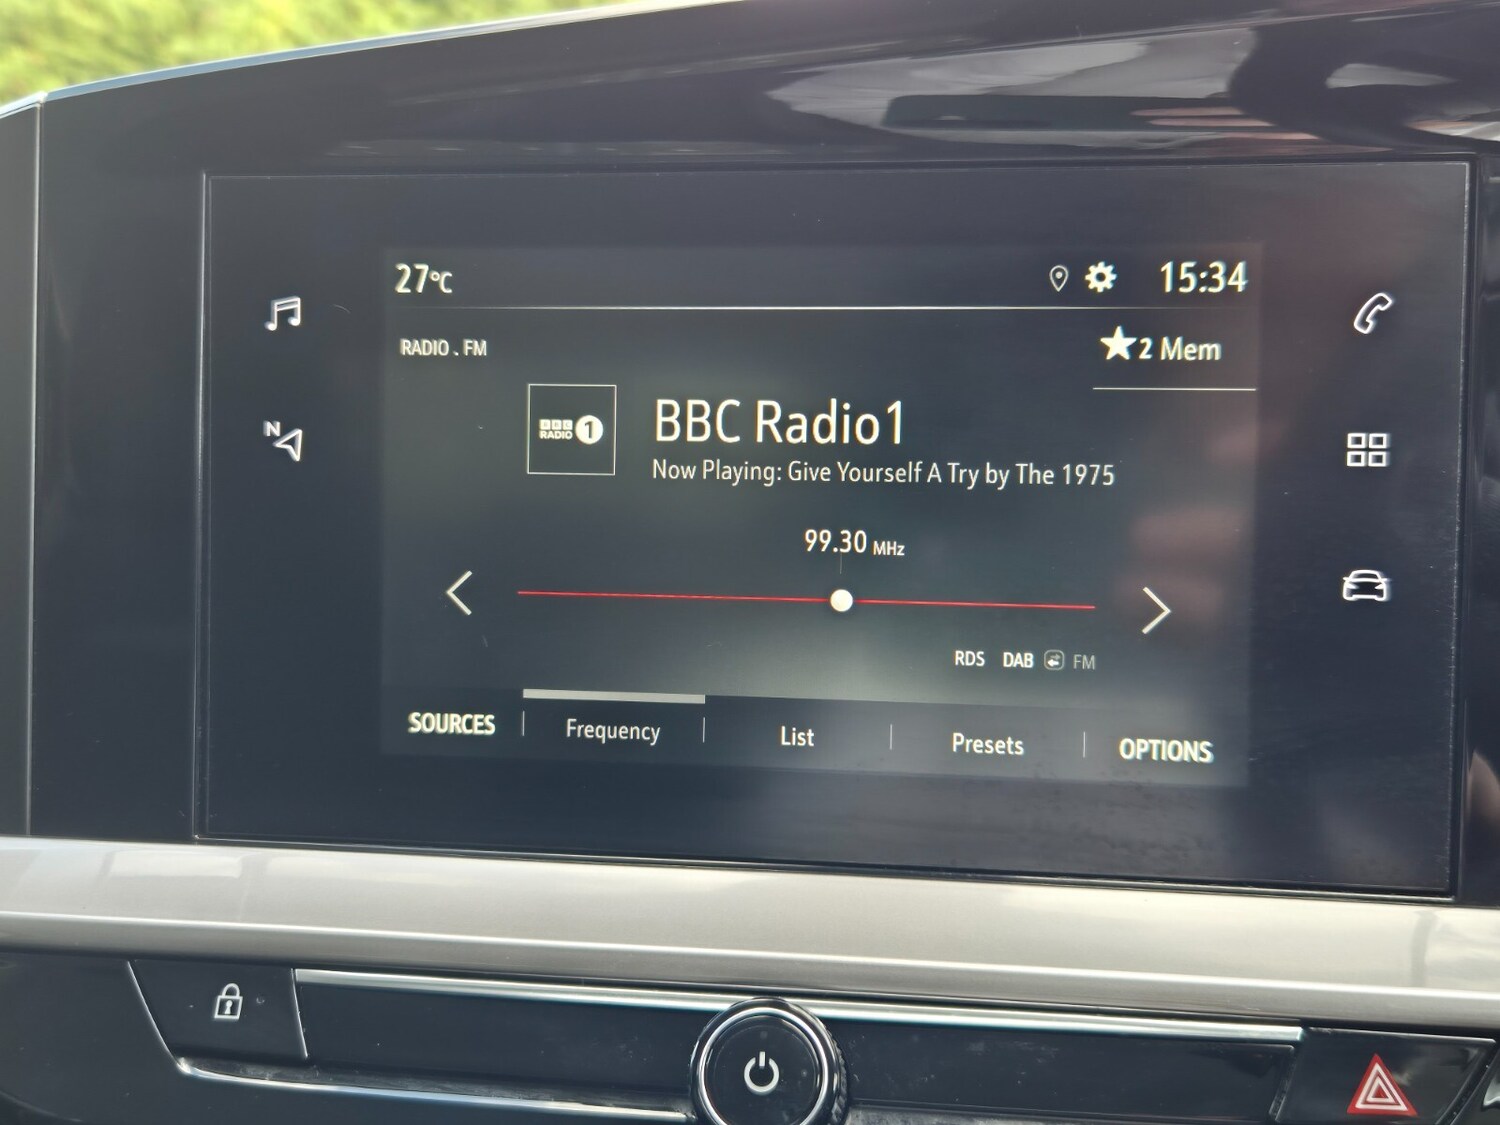 27°C
15:34
RADIO . FM
★2 Mem
BBC RADIO 1
BBC Radio1
Now Playing: Give Yourself A Try by The 1975
99.30 MHz
N
RDS DAB FM
SOURCES Frequency List Presets OPTIONS